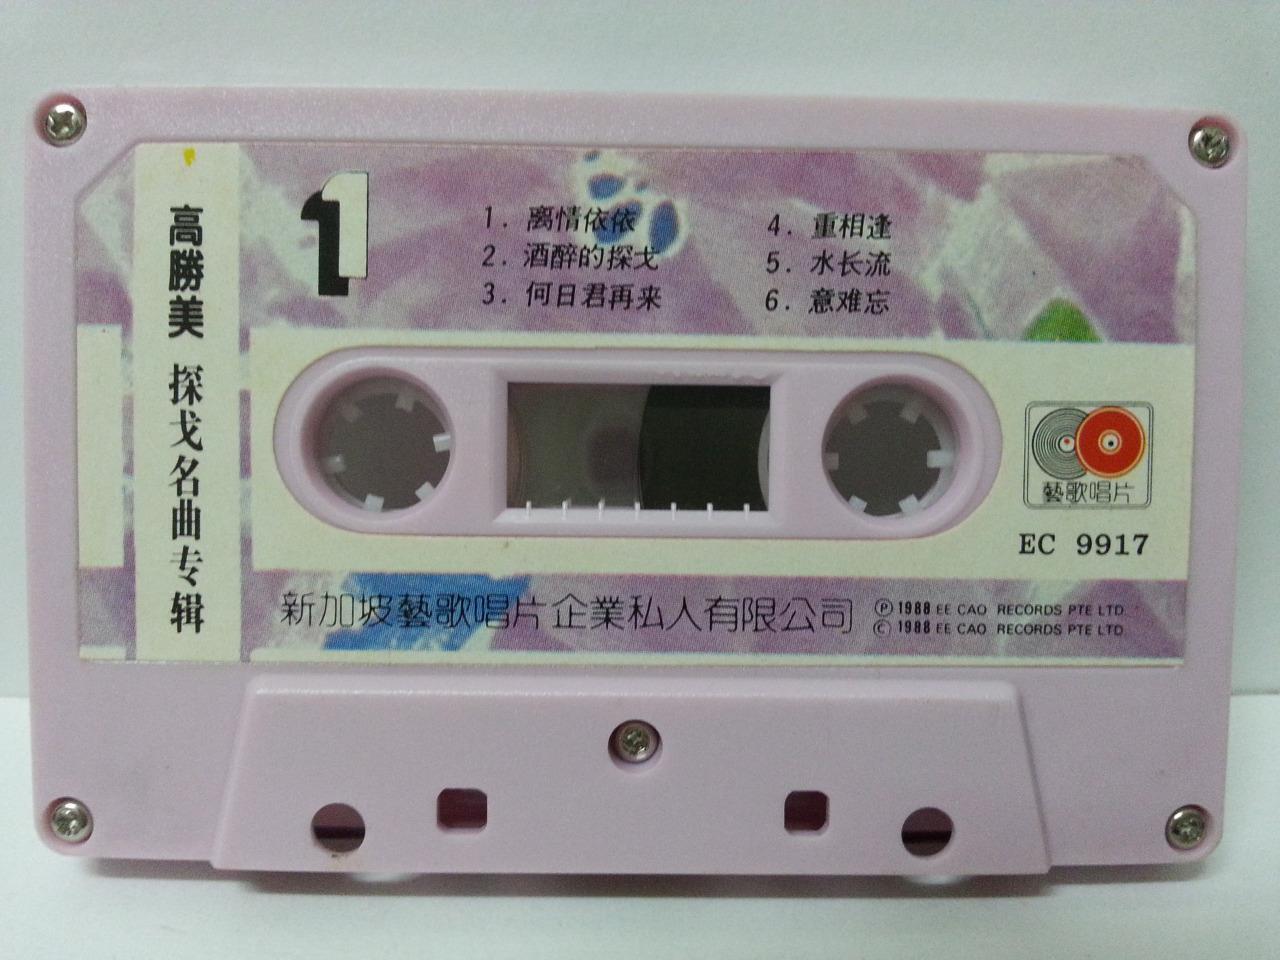 高勝美 探戈名曲专辑
1
1. 离情依依
2. 酒醉的探戈
3. 何日君再来
4. 重相逢
5. 水长流
6. 意难忘
藝歌唱片
EC 9917
新加坡藝歌唱片企業私人有限公司
Ⓟ 1988 EE CAO RECORDS PTE LTD
Ⓒ 1988 EE CAO RECORDS PTE LTD